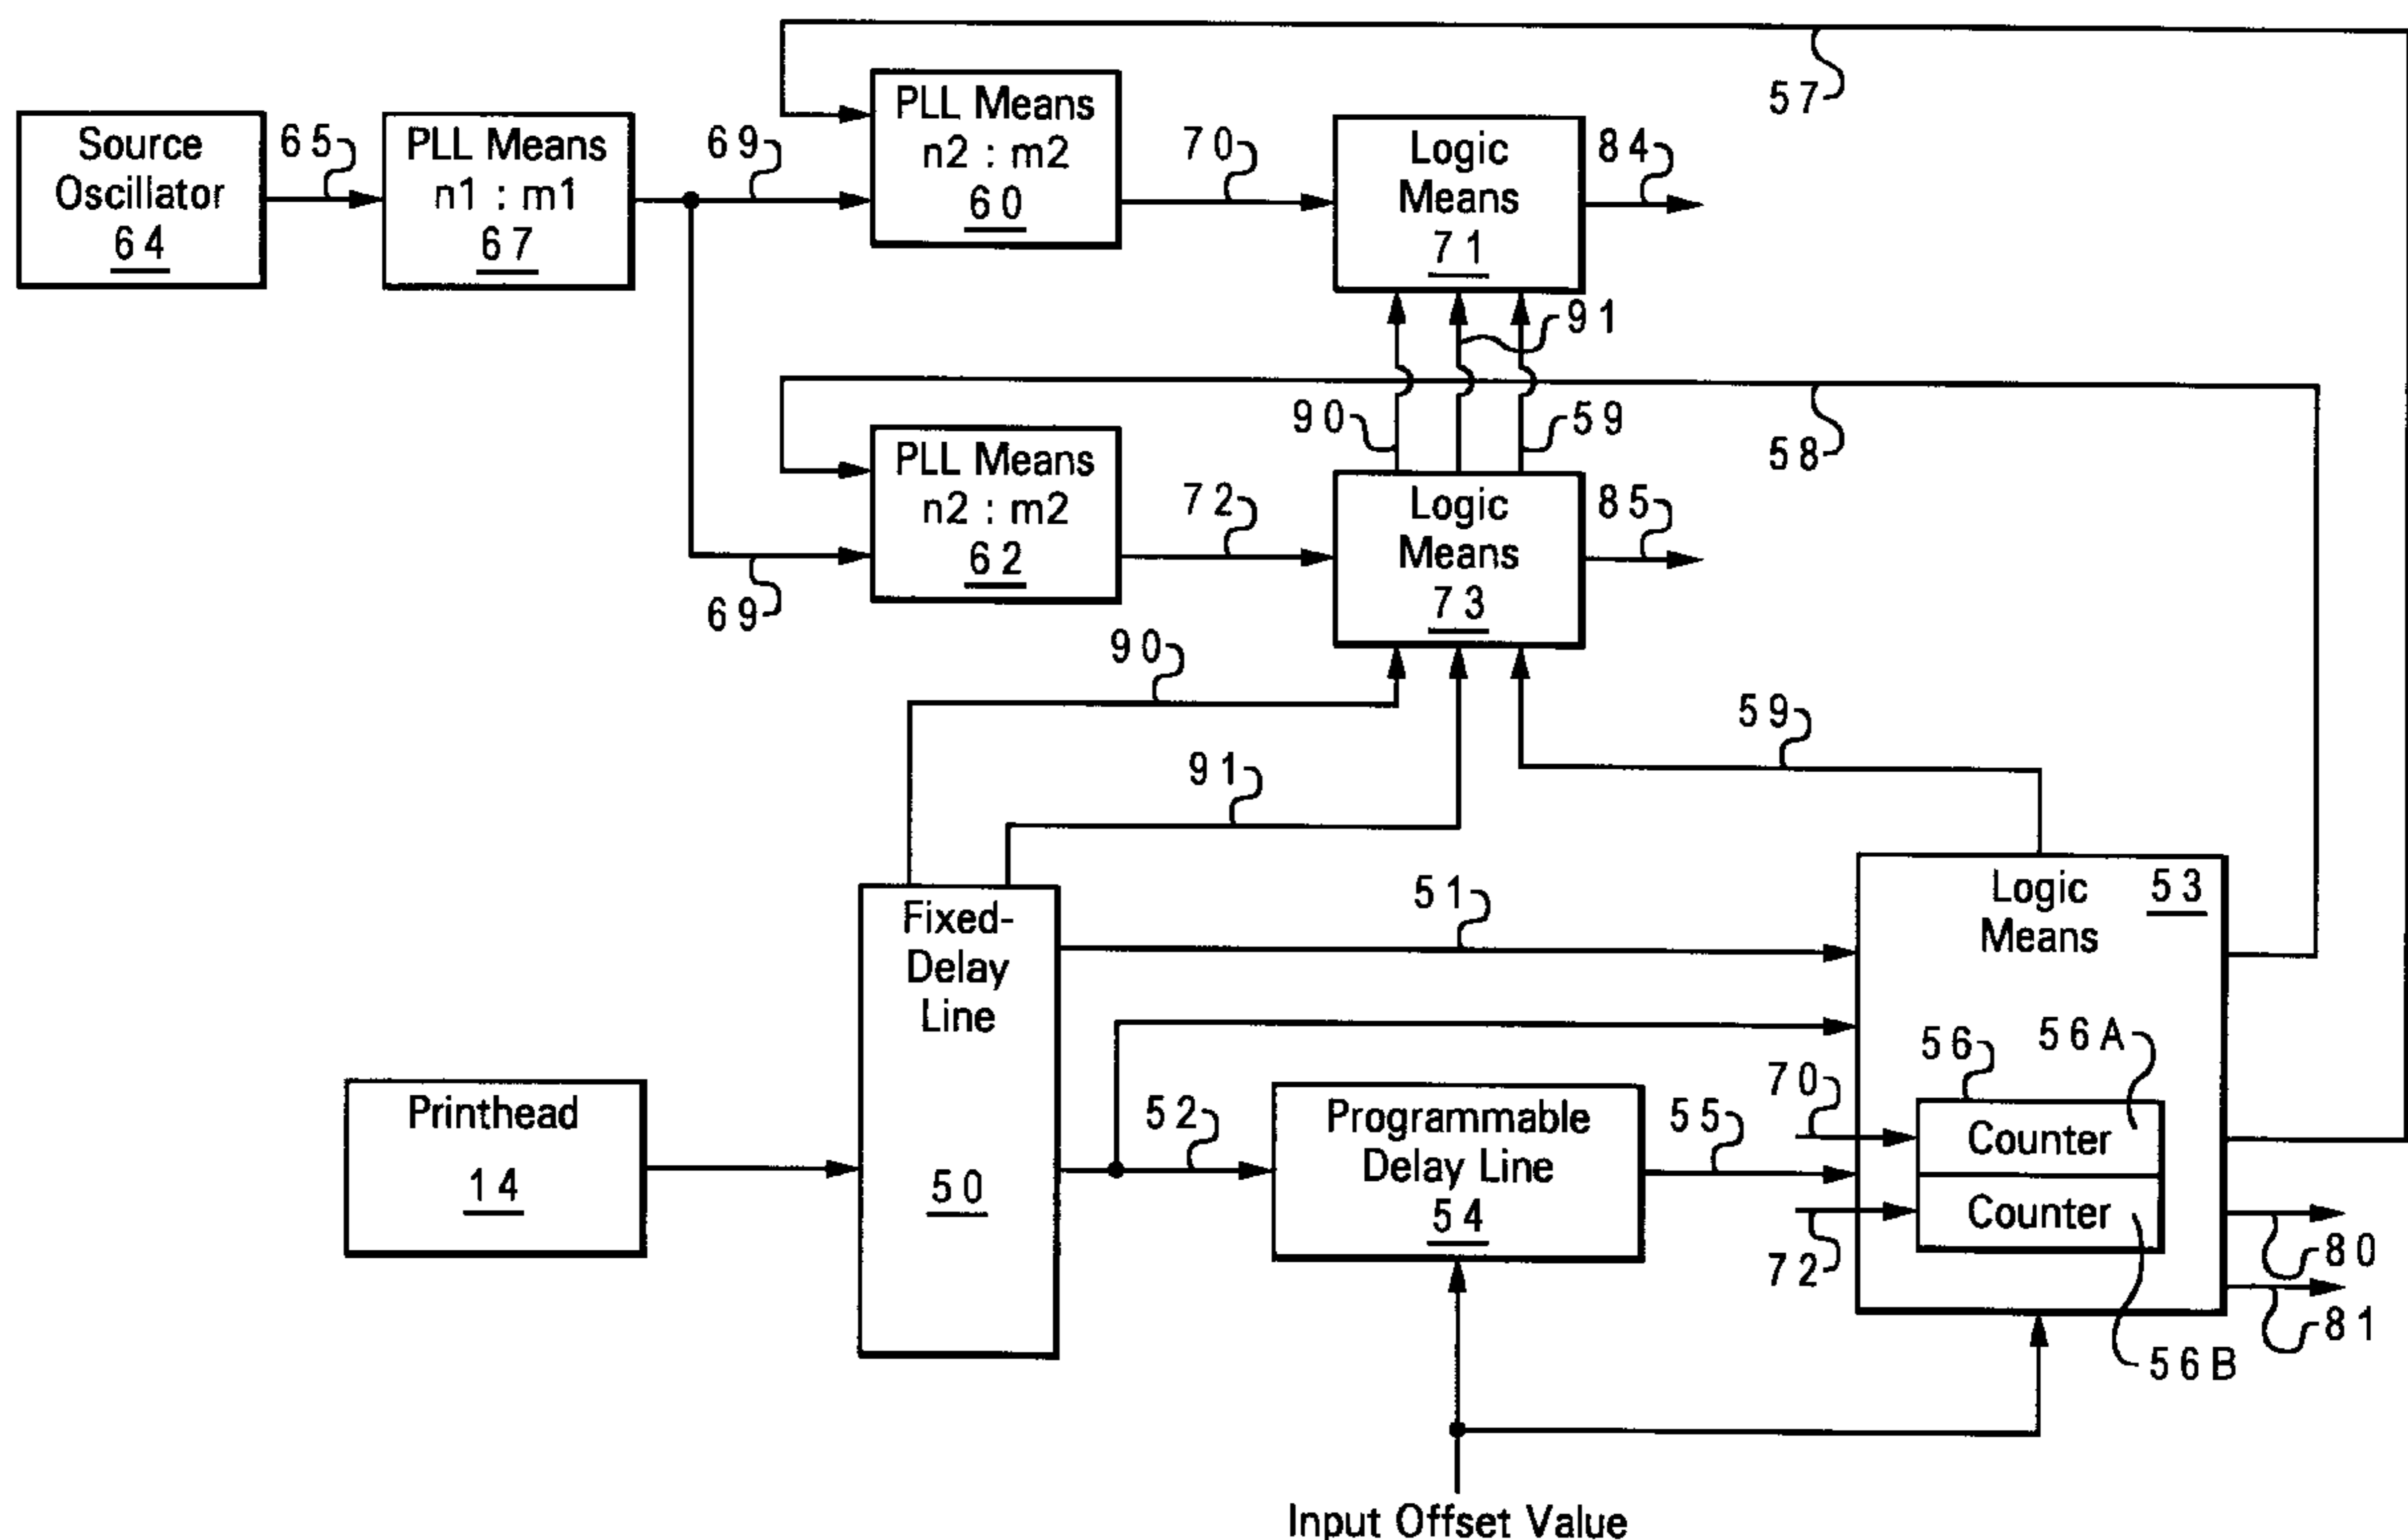 57
Source
Oscillator
64
65
PLL Means
n1 : m1
67
69
PLL Means
n2 : m2
60
70
Logic
Means
71
84
91
90
59
58
69
PLL Means
n2 : m2
62
72
Logic
Means
73
85
90
91
59
Printhead
14
Fixed-
Delay
Line
50
51
52
Programmable
Delay Line
54
55
Logic
Means
53
56
56A
70
Counter
Counter
72
56B
80
81
Input Offset Value